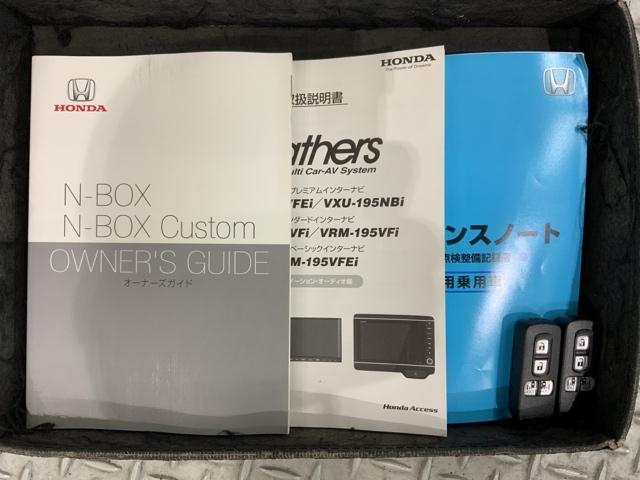 HONDA
N-BOX
N-BOX Custom
OWNER'S GUIDE
オーナーズガイド
HONDA
The Power of Dreams
取扱説明書
athers
ulti Car-AV System
プレミアムインターナビ
FEi/VXU-195NBi
ンダードインターナビ
VFi/VRM-195VFi
ベーシックインターナビ
M-195VFEi
ゲーション・オーディオ編
Honda Access
ンスノート
点検整備記録
用乗用車